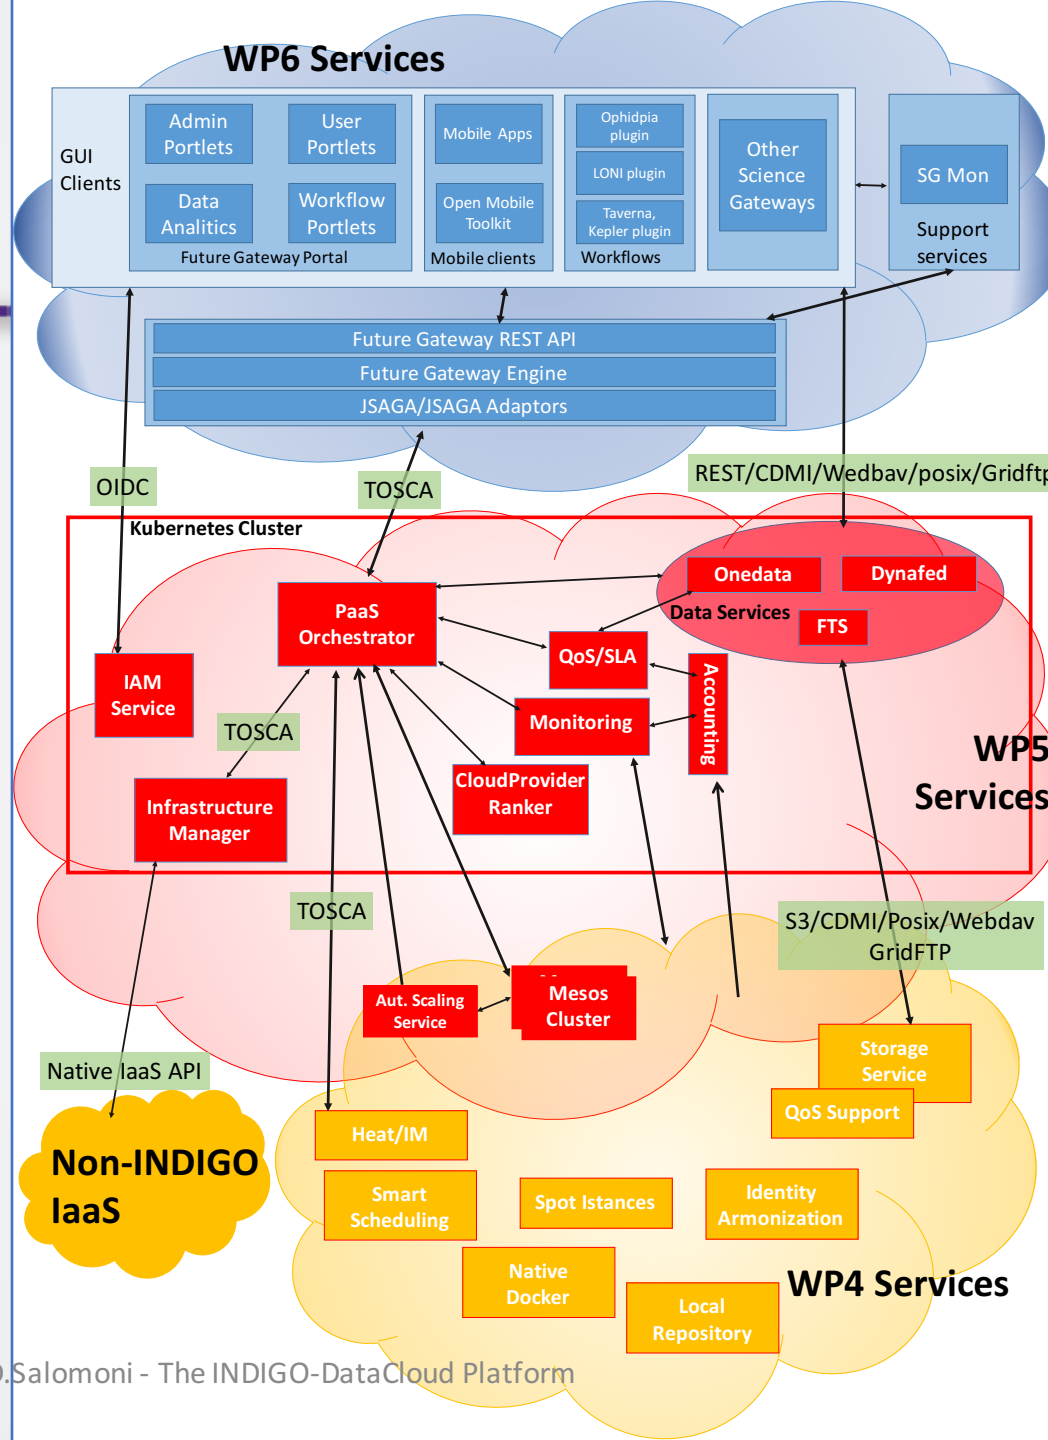 WP6 Services
GUI
Clients
Admin
Portlets
User
Portlets
Data
Analitics
Workflow
Portlets
Future Gateway Portal
Mobile Apps
Open Mobile
Toolkit
Mobile clients
Ophidpia
plugin
LONI plugin
Taverna,
Kepler plugin
Workflows
Other
Science
Gateways
SG Mon
Support
services
Future Gateway REST API
Future Gateway Engine
JSAGA/JSAGA Adaptors
OIDC
TOSCA
REST/CDMI/Wedbav/posix/Gridftp
Kubernetes Cluster
Onedata
Dynafed
Data Services
FTS
PaaS
Orchestrator
QoS/SLA
Accounting
IAM
Service
Monitoring
TOSCA
WP5
Services
CloudProvider
Ranker
Infrastructure
Manager
TOSCA
S3/CDMI/Posix/Webdav
GridFTP
Aut. Scaling
Service
Mesos
Cluster
Storage
Service
QoS Support
Native IaaS API
Heat/IM
Non-INDIGO
IaaS
Smart
Scheduling
Spot Istances
Identity
Armonization
Native
Docker
WP4 Services
Local
Repository
D.Salomoni - The INDIGO-DataCloud Platform